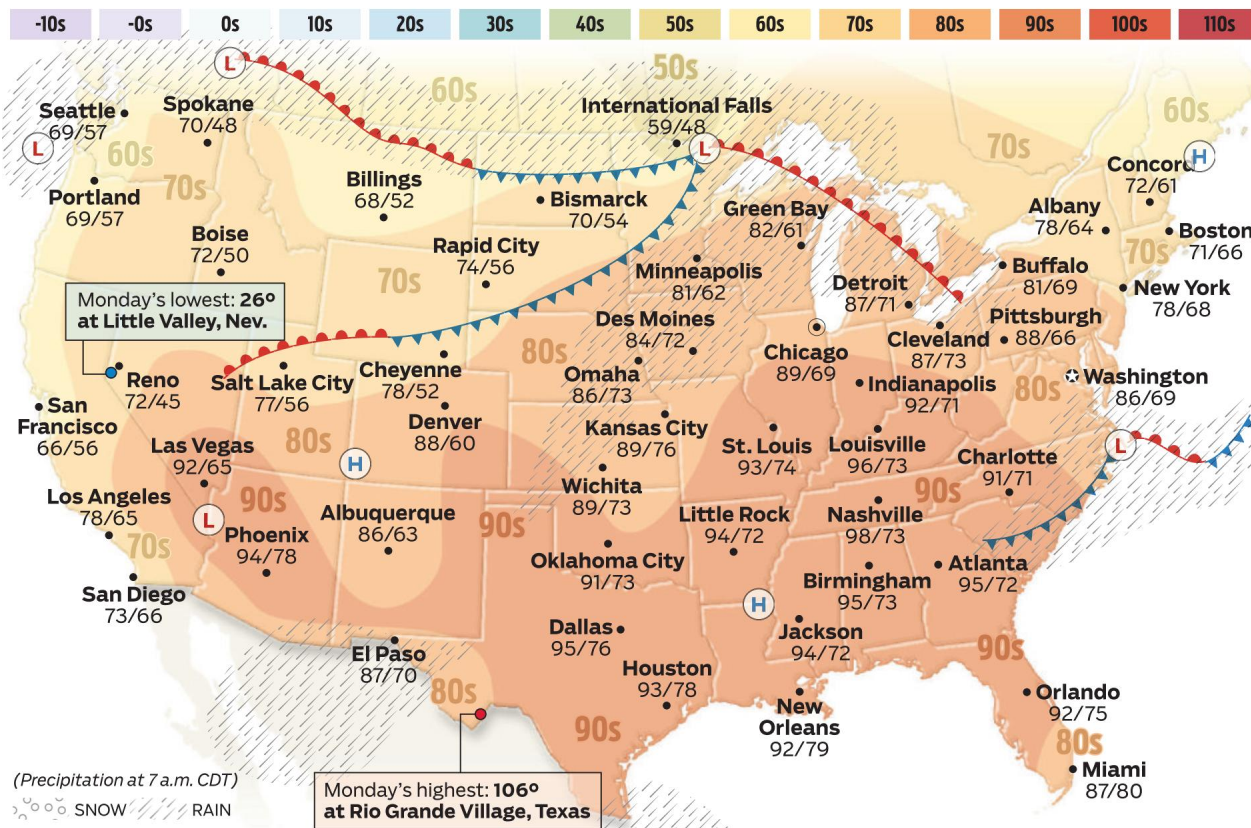 -10s -0s 0s 10s 20s 30s 40s 50s 60s 70s 80s 90s 100s 110s
L
50s
60s
International Falls
59/48
Seattle
69/57
Spokane
70/48
60s
L
L
H
60s
70s
70s
Concord
72/61
Portland
69/57
Billings
68/52
Bismarck
70/54
Green Bay
82/61
Albany
78/64
Boston
71/66
70s
Boise
72/50
Rapid City
74/56
Minneapolis
81/62
Buffalo
81/69
Detroit
87/71
New York
78/68
70s
Monday's lowest: 26º
at Little Valley, Nev.
Des Moines
84/72
Pittsburgh
88/66
Chicago
89/69
Cleveland
87/73
80s
Reno
72/45
Salt Lake City
77/56
Cheyenne
78/52
Omaha
86/73
Indianapolis
92/71
80s
Washington
86/69
San
Francisco
66/56
Denver
88/60
Kansas City
89/76
80s
Las Vegas
92/65
H
St. Louis
93/74
Louisville
96/73
Charlotte
91/71
L
Wichita
89/73
Los Angeles
78/65
90s
L
Phoenix
94/78
Albuquerque
86/63
90s
Little Rock
94/72
Nashville
98/73
90s
70s
Oklahoma City
91/73
Birmingham
95/73
Atlanta
95/72
San Diego
73/66
H
Dallas
95/76
Jackson
94/72
El Paso
87/70
Houston
93/78
90s
80s
New
Orleans
92/79
Orlando
92/75
90s
80s
Miami
87/80
(Precipitation at 7 a.m. CDT)
SNOW RAIN
Monday's highest: 106º
at Rio Grande Village, Texas